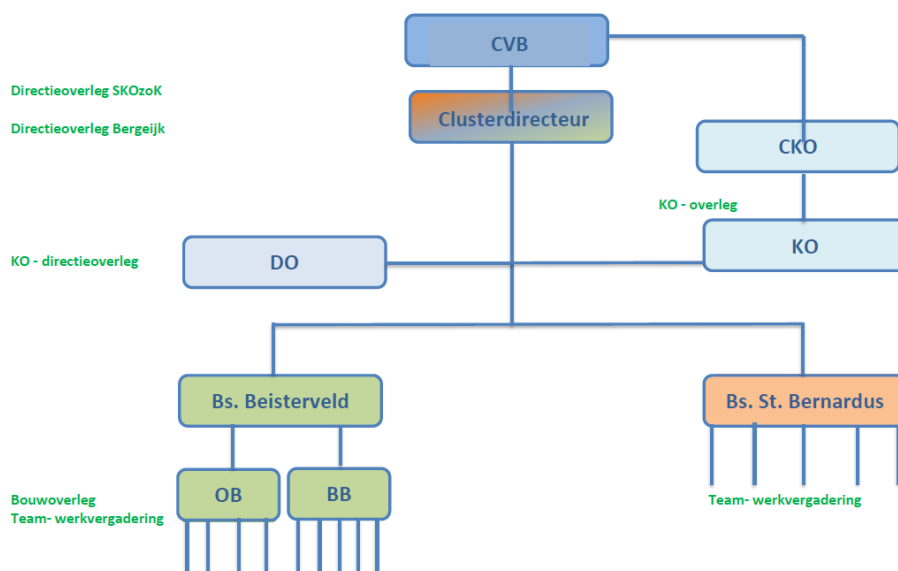 CVB
Directieoverleg SKOzoK
Clusterdirecteur
Directieoverleg Bergeijk
CKO
KO - overleg
KO - directieoverleg
DO
KO
Bs. Beisterveld
Bs. St. Bernardus
OB
BB
Bouwoverleg
Team- werkvergadering
Team- werkvergadering